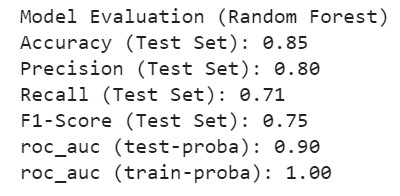 Model Evaluation (Random Forest)
Accuracy (Test Set): 0.85
Precision (Test Set): 0.80
Recall (Test Set): 0.71
F1-Score (Test Set): 0.75
roc_auc (test-proba): 0.90
roc_auc (train-proba): 1.00